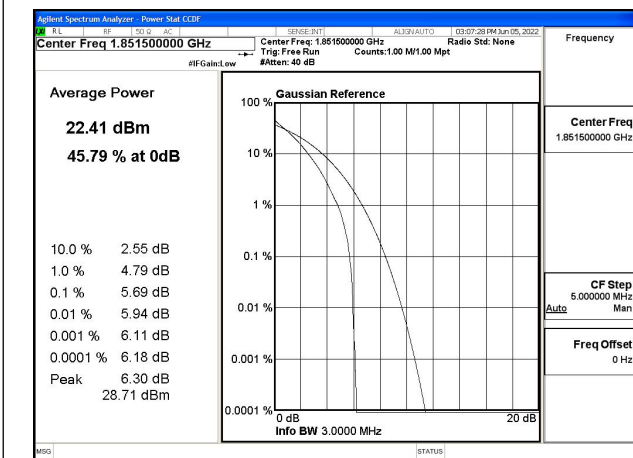 Agilent Spectrum Analyzer - Power Stat CCDF
LXI RL RF 50 Ω AC SENSE:INT ALIGN AUTO 03:07:28 PM Jun 05, 2022
Center Freq 1.851500000 GHz
Center Freq: 1.851500000 GHz Radio Std: None
Trig: Free Run Counts:1.00 M/1.00 Mpt
#IFGain:Low #Atten: 40 dB
Frequency
Average Power
22.41 dBm
45.79 % at 0dB
10.0 % 2.55 dB
1.0 % 4.79 dB
0.1 % 5.69 dB
0.01 % 5.94 dB
0.001 % 6.11 dB
0.0001 % 6.18 dB
Peak 6.30 dB
28.71 dBm
Gaussian Reference
100 %
10 %
1 %
0.1 %
0.01 %
0.001 %
0.0001 %
0 dB 20 dB
Info BW 3.0000 MHz
Center Freq
1.851500000 GHz
CF Step
5.000000 MHz
Auto Man
Freq Offset
0 Hz
MSG STATUS